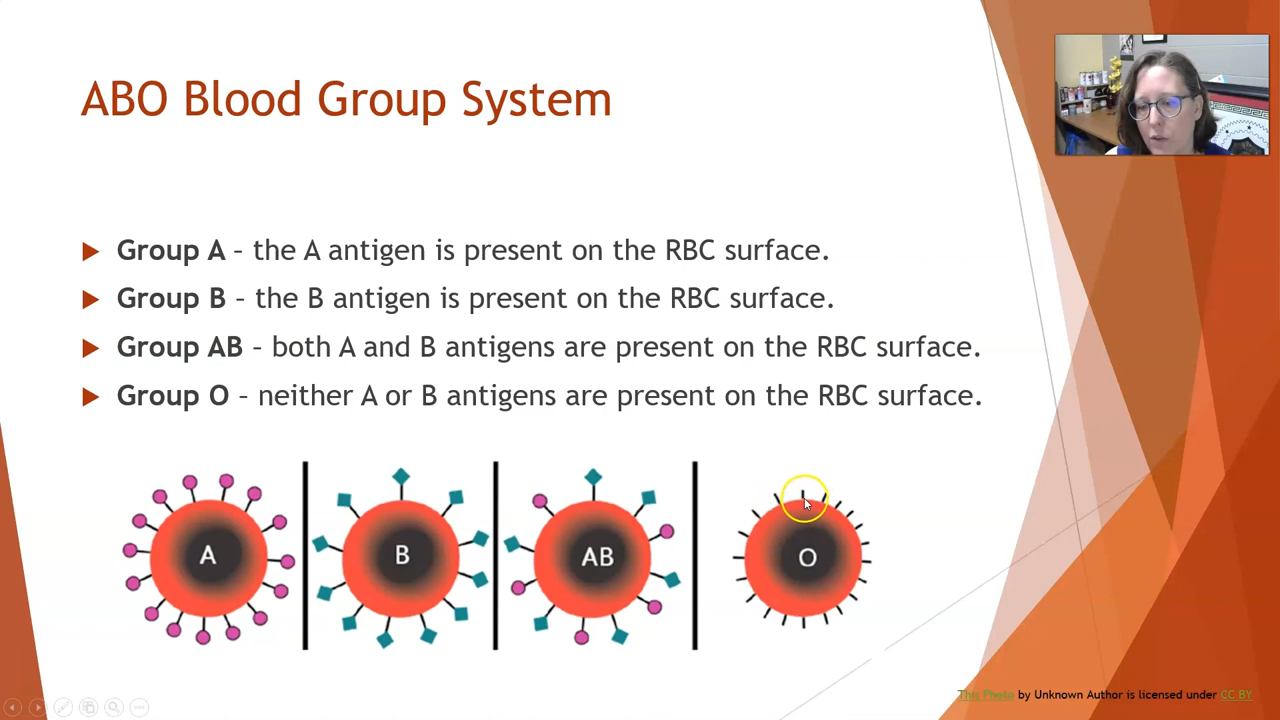 ABO Blood Group System
Group A – the A antigen is present on the RBC surface.
Group B – the B antigen is present on the RBC surface.
Group AB – both A and B antigens are present on the RBC surface.
Group O – neither A or B antigens are present on the RBC surface.
A
B
AB
O
This Photo by Unknown Author is licensed under CC BY